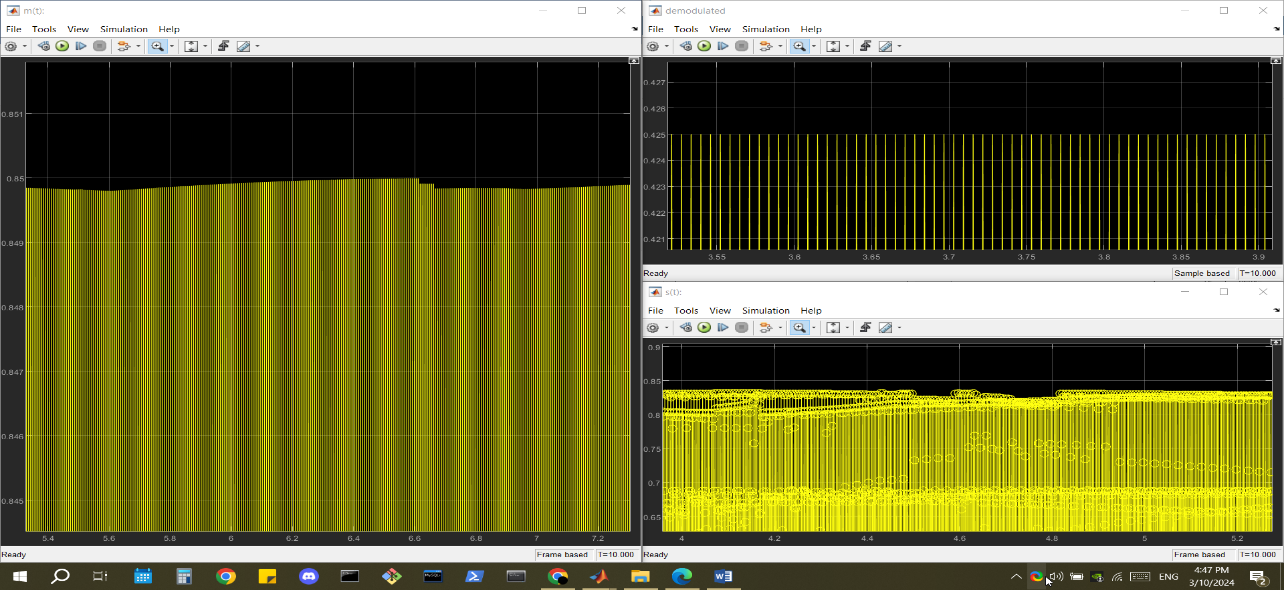 m(t):
File Tools View Simulation Help
0.851
0.85
0.849
0.848
0.847
0.846
0.845
5.4 5.6 5.8 6 6.2 6.4 6.6 6.8 7 7.2
Ready Frame based T=10.000
demodulated
File Tools View Simulation Help
0.427
0.426
0.425
0.424
0.423
0.422
0.421
3.55 3.6 3.65 3.7 3.75 3.8 3.85 3.9
Ready Sample based T=10.000
s(t):
File Tools View Simulation Help
0.9
0.85
0.8
0.75
0.7
0.65
4 4.2 4.4 4.6 4.8 5 5.2
Ready Frame based T=10.000
ENG
4:47 PM
3/10/2024
2